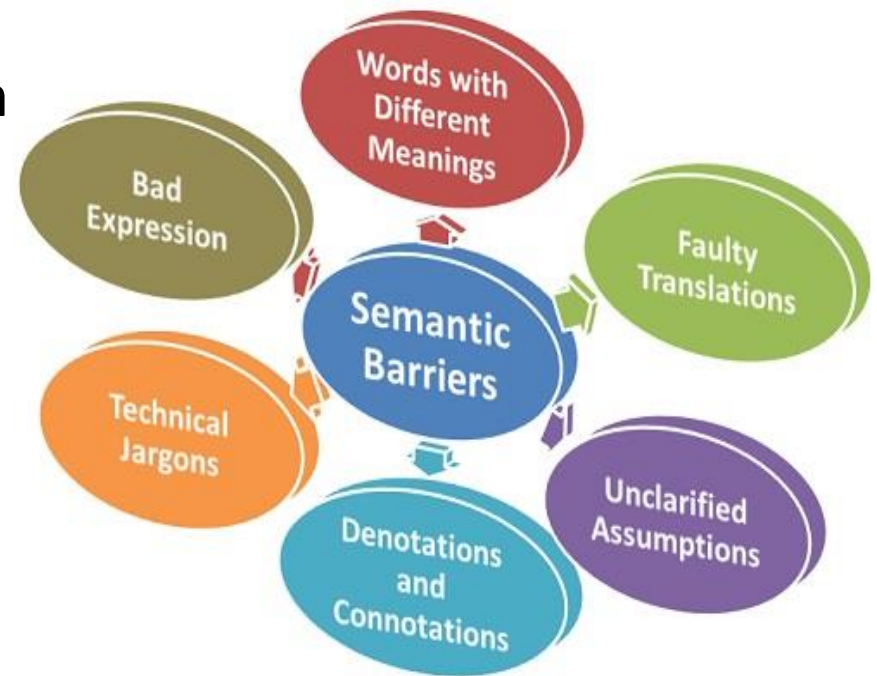 n
Words with
Different
Meanings
Bad
Expression
Faulty
Translations
Semantic
Barriers
Technical
Jargons
Unclarified
Assumptions
Denotations
and
Connotations